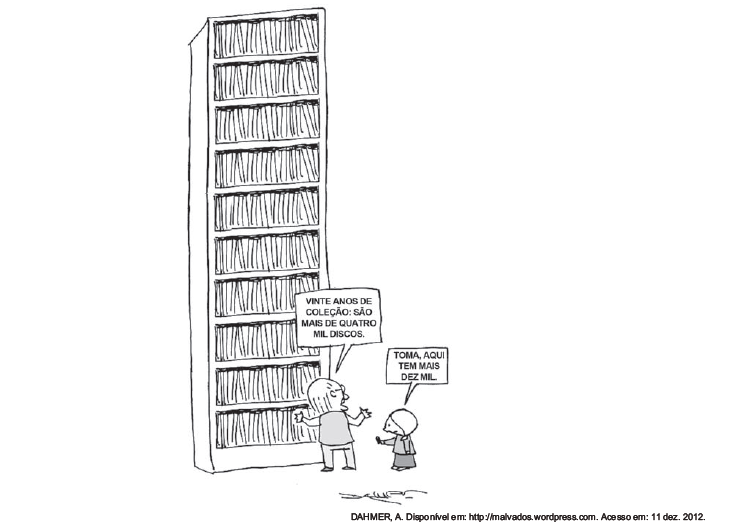 VINTE ANOS DE
COLEÇÃO: SÃO
MAIS DE QUATRO
MIL DISCOS.
TOMA, AQUI
TEM MAIS
DEZ MIL.
DAHMER, A. Disponível em: http://malvados.wordpress.com. Acesso em: 11 dez. 2012.